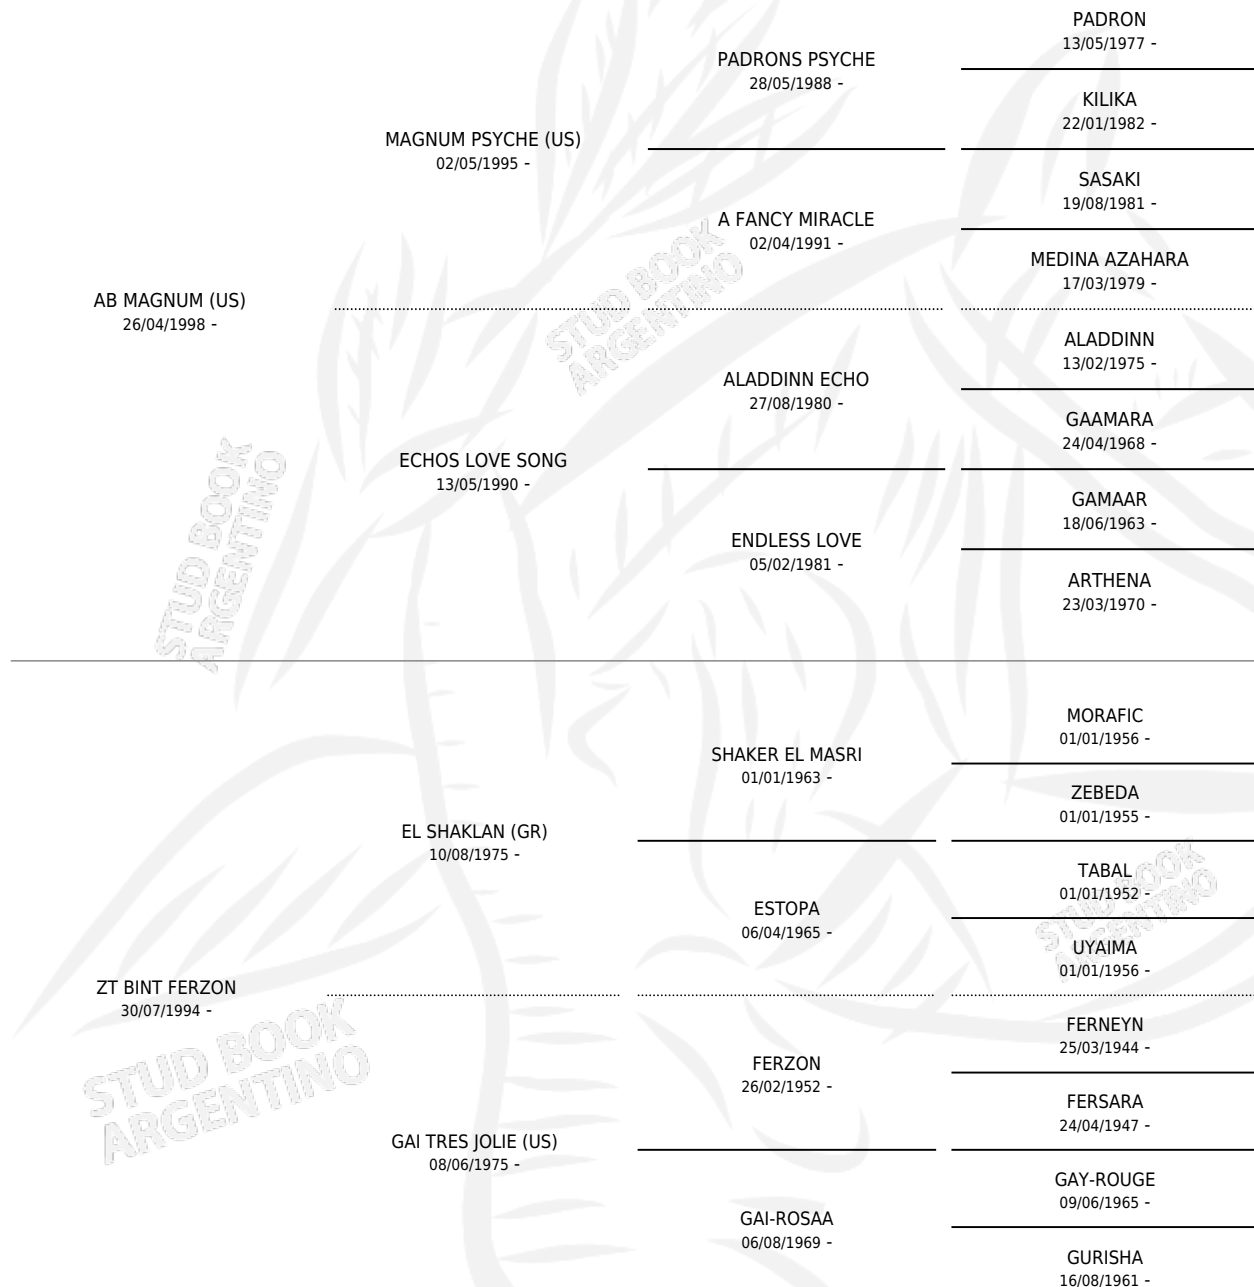 PADRON
13/05/1977 -
PADRONS PSYCHE
28/05/1988 -
KILIKA
22/01/1982 -
MAGNUM PSYCHE (US)
02/05/1995 -
SASAKI
19/08/1981 -
A FANCY MIRACLE
02/04/1991 -
MEDINA AZAHARA
17/03/1979 -
AB MAGNUM (US)
26/04/1998 -
ALADDINN
13/02/1975 -
ALADDINN ECHO
27/08/1980 -
GAAMARA
24/04/1968 -
ECHOS LOVE SONG
13/05/1990 -
GAMAAR
18/06/1963 -
ENDLESS LOVE
05/02/1981 -
ARTHENA
23/03/1970 -
MORAFIC
01/01/1956 -
SHAKER EL MASRI
01/01/1963 -
ZEBEDA
01/01/1955 -
EL SHAKLAN (GR)
10/08/1975 -
TABAL
01/01/1952 -
ESTOPA
06/04/1965 -
UYAIMA
01/01/1956 -
ZT BINT FERZON
30/07/1994 -
FERNEYN
25/03/1944 -
FERZON
26/02/1952 -
FERSARA
24/04/1947 -
GAI TRES JOLIE (US)
08/06/1975 -
GAY-ROUGE
09/06/1965 -
GAI-ROSAA
06/08/1969 -
GURISHA
16/08/1961 -
STUD BOOK
ARGENTINO
STUD BOOK
ARGENTINO
STUD BOOK
ARGENTINO
STUD BOOK
ARGENTINO